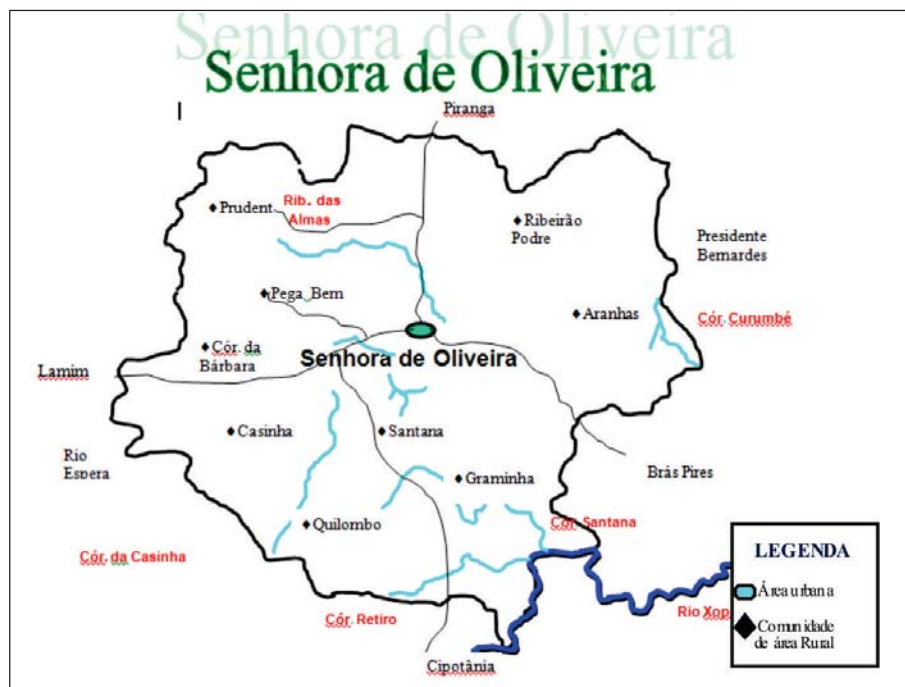 Senhora de Oliveira
Senhora de Oliveira
Piranga
Prudent
Rib. das
Almas
Ribeirão
Podre
Presidente
Bernardes
Pega Bem
Aranhas
Cór. Curumbé
Cór. da
Bárbara
Senhora de Oliveira
Lamim
Casinha
Santana
Rio
Espera
Graminha
Brás Pires
Quilombo
Cór. Santana
Cór. da Casinha
LEGENDA
Área urbana
Comunidade
de área Rural
Cór. Retiro
Rio Xop
Cipotânia